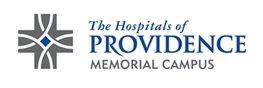 The Hospitals of
PROVIDENCE
MEMORIAL CAMPUS